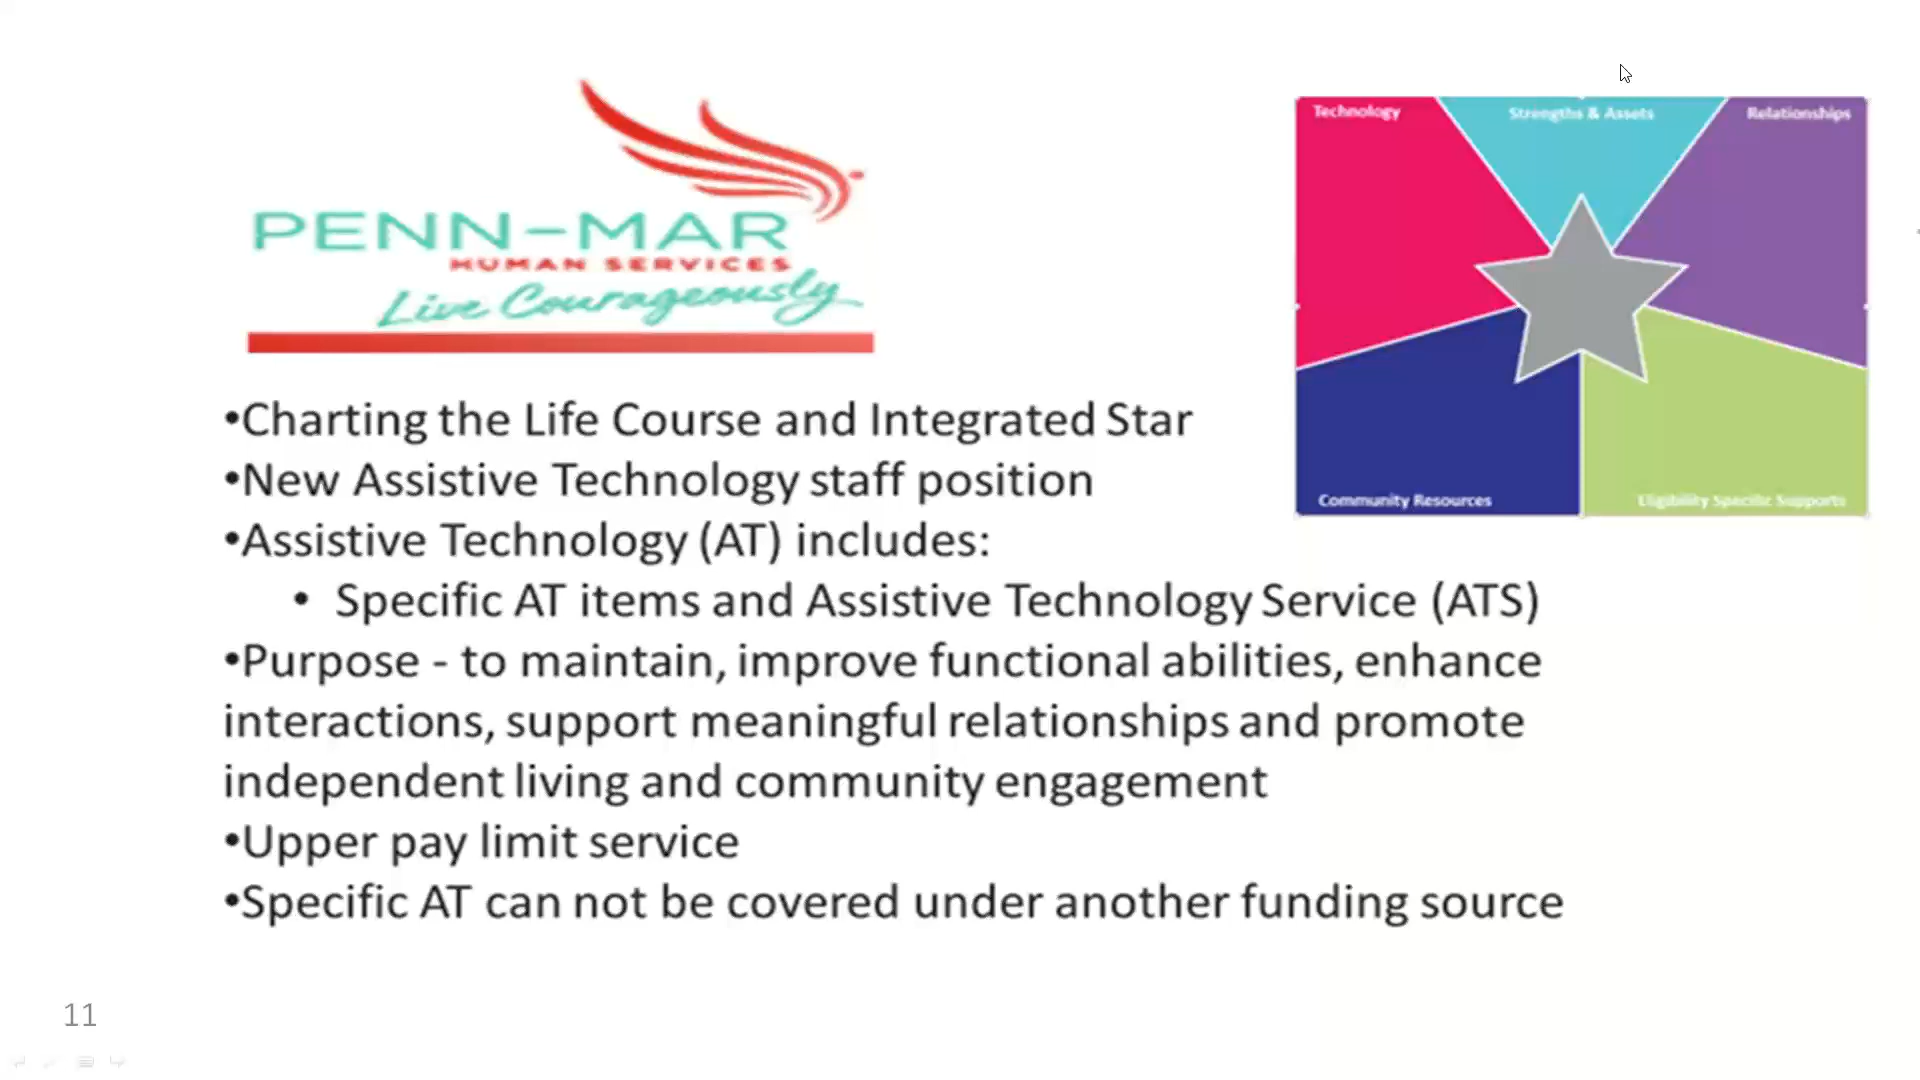 PENN-MAR
HUMAN SERVICES
Live Courageously
Technology
Strengths & Assets
Relationships
Community Resources
Eligibility Specific Supports
•Charting the Life Course and Integrated Star
•New Assistive Technology staff position
•Assistive Technology (AT) includes:
• Specific AT items and Assistive Technology Service (ATS)
•Purpose - to maintain, improve functional abilities, enhance
interactions, support meaningful relationships and promote
independent living and community engagement
•Upper pay limit service
•Specific AT can not be covered under another funding source
11